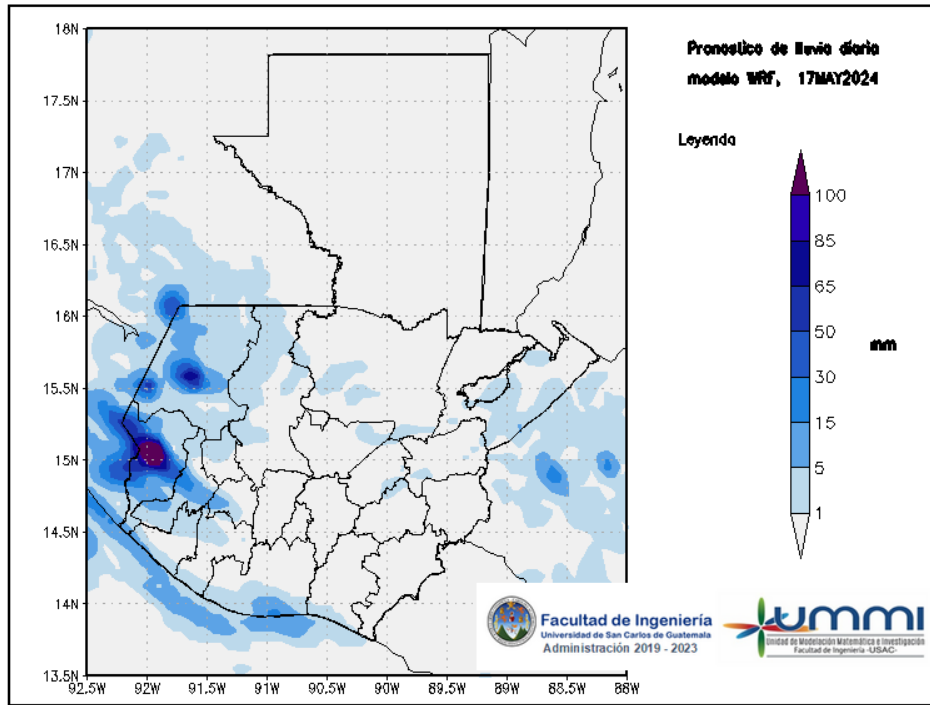 Pronostico de lluvia diaria
modelo WRf, 17MAY2024
Leyenda
100
85
65
50
30
15
5
1
mm
18N
17.5N
17N
16.5N
16N
15.5N
15N
14.5N
14N
13.5N
92.5W
92W
91.5W
91W
90.5W
90W
89.5W
89W
88.5W
88W
Facultad de Ingeniería
Universidad de San Carlos de Guatemala
Administración 2019 - 2023
ummi
Unidad de Modelación Matemática e Investigación
Facultad de Ingeniería -USAC-